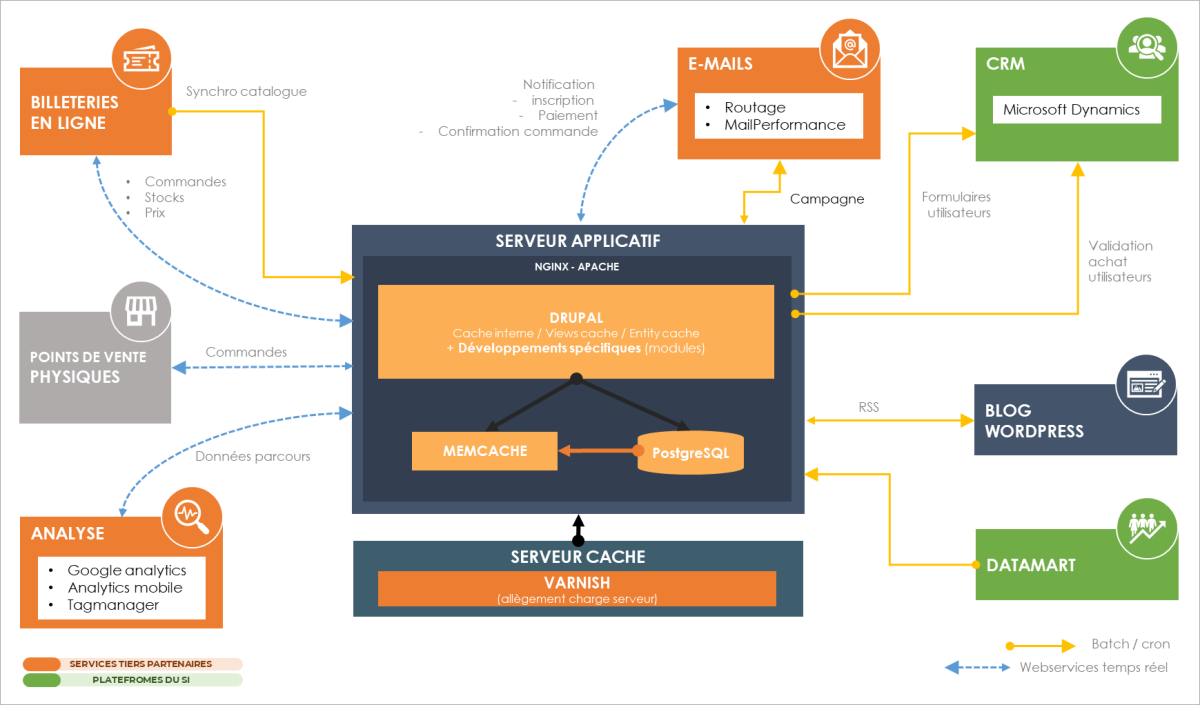 BILLETERIES
EN LIGNE
Synchro catalogue
• Commandes
• Stocks
• Prix
Notification
- inscription
- Paiement
- Confirmation commande
E-MAILS
• Routage
• MailPerformance
CRM
Microsoft Dynamics
Campagne
Formulaires
utilisateurs
Validation
achat
utilisateurs
SERVEUR APPLICATIF
NGINX - APACHE
DRUPAL
Cache interne / Views cache / Entity cache
+ Développements spécifiques (modules)
MEMCACHE
PostgreSQL
POINTS DE VENTE
PHYSIQUES
Commandes
Données parcours
ANALYSE
• Google analytics
• Analytics mobile
• Tagmanager
RSS
BLOG
WORDPRESS
DATAMART
SERVEUR CACHE
VARNISH
(allègement charge serveur)
SERVICES TIERS PARTENAIRES
PLATEFROMES DU SI
Batch / cron
Webservices temps réel